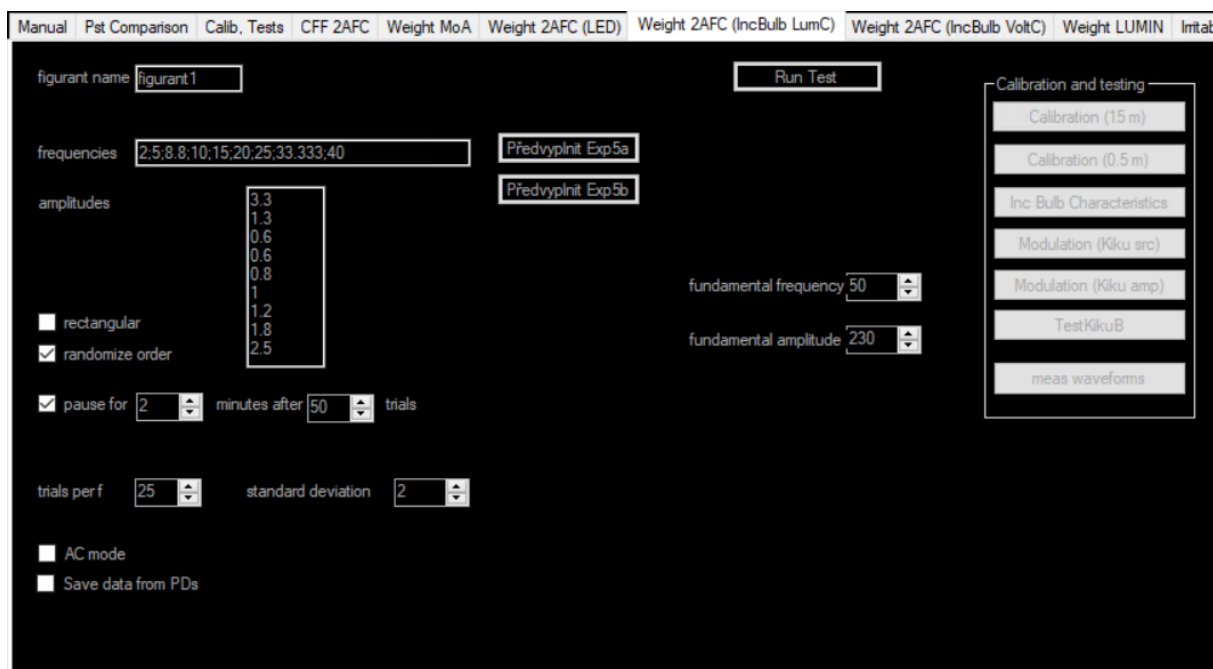 Manual Pst Comparison Calib, Tests CFF 2AFC Weight MoA Weight 2AFC (LED) Weight 2AFC (IncBulb LumC) Weight 2AFC (IncBulb VoltC) Weight LUMIN Irritab
figurant name figurant1
Run Test
frequencies 2;5;8.8;10;15;20;25;33.333;40
Předvyplnit Exp5a
Předvyplnit Exp5b
amplitudes
3.3
1.3
0.6
0.6
0.8
1
1.2
1.8
2.5
rectangular
randomize order
pause for 2 minutes after 50 trials
trials per f 25 standard deviation 2
AC mode
Save data from PDs
fundamental frequency 50
fundamental amplitude 230
Calibration and testing
Calibration (15 m)
Calibration (0.5 m)
Inc Bulb Characteristics
Modulation (Kiku src)
Modulation (Kiku amp)
TestKikuB
meas waveforms